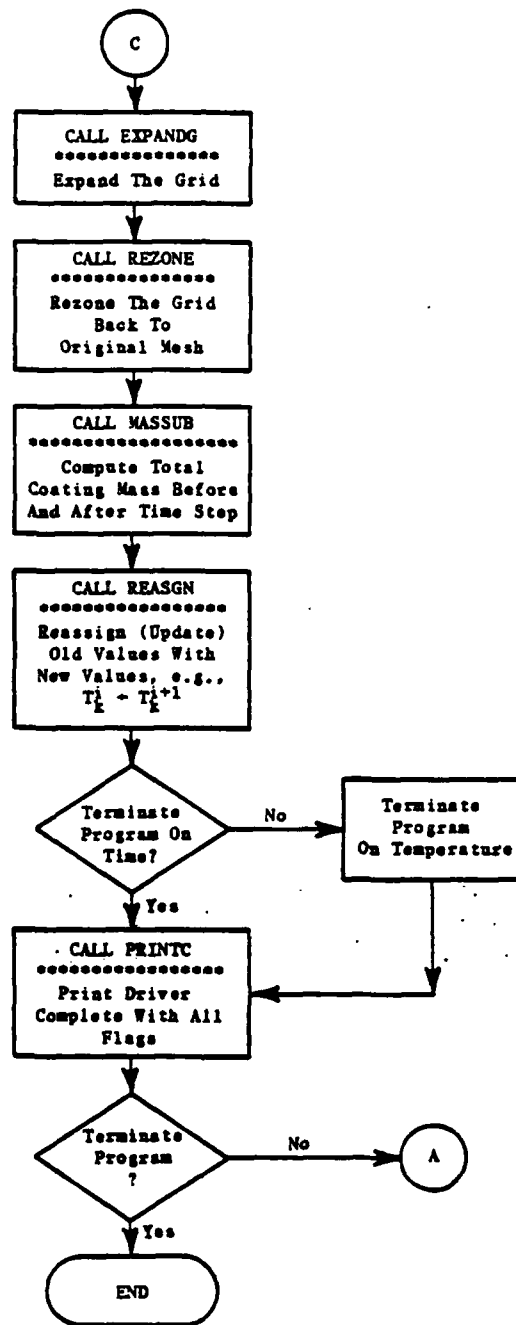 C
CALL EXPANDG
***************
Expand The Grid
CALL REZONE
***************
Rezone The Grid
Back To
Original Mesh
CALL MASSUB
*******************
Compute Total
Coating Mass Before
And After Time Step
CALL REASGN
*****************
Reassign (Update)
Old Values With
New Values, e.g.,
T_k^i ← T_k^{i+1}
Terminate
Program On
Time?
No
Terminate
Program
On Temperature
Yes
CALL PRINTC
*****************
Print Driver
Complete With All
Flags
Terminate
Program
?
No
A
Yes
END